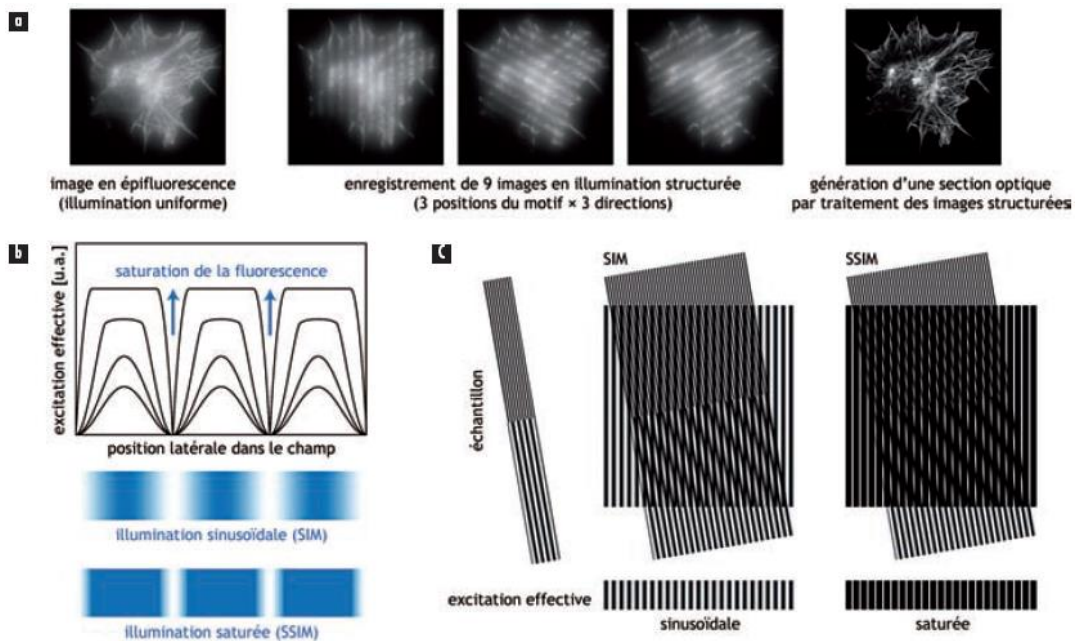 a
image en épifluorescence
(illumination uniforme)
enregistrement de 9 images en illumination structurée
(3 positions du motif × 3 directions)
génération d'une section optique
par traitement des images structurées
b
excitation effective [u.a.]
saturation de la fluorescence
position latérale dans le champ
illumination sinusoïdale (SIM)
illumination saturée (SSIM)
C
SIM
SSIM
échantillon
excitation effective
sinusoïdale
saturée